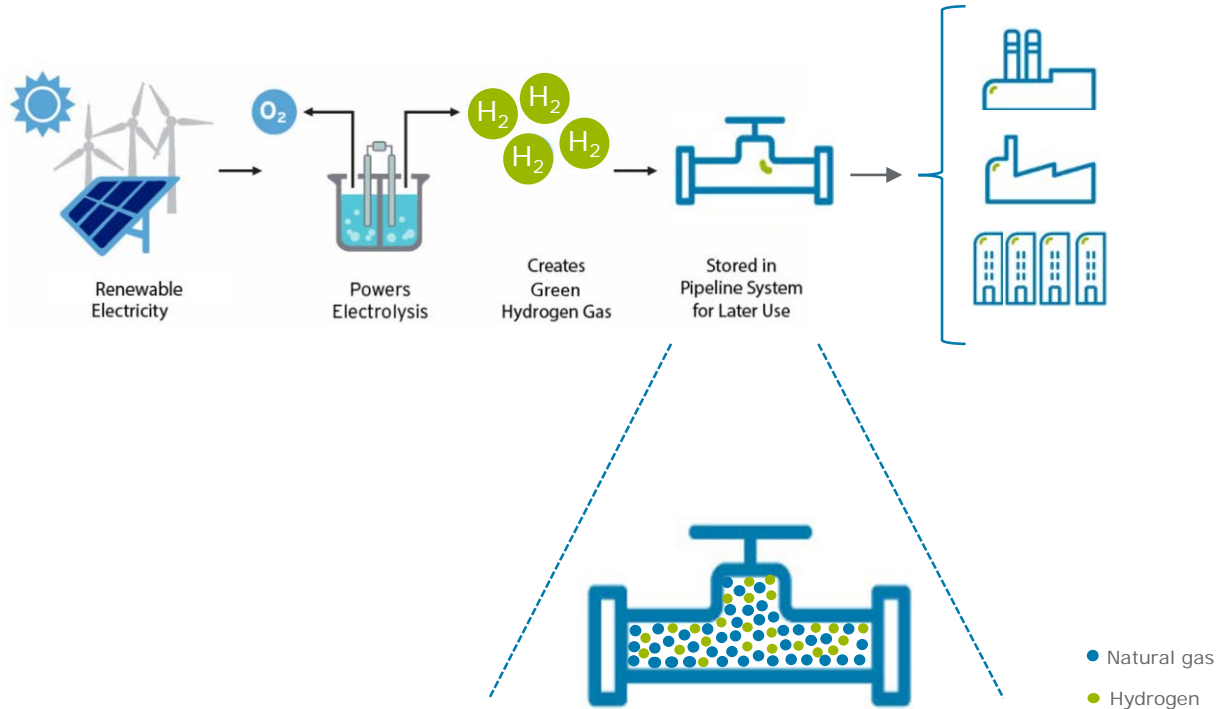 O₂
H₂
H₂
H₂
H₂
Renewable
Electricity
Powers
Electrolysis
Creates
Green
Hydrogen Gas
Stored in
Pipeline System
for Later Use
Natural gas
Hydrogen